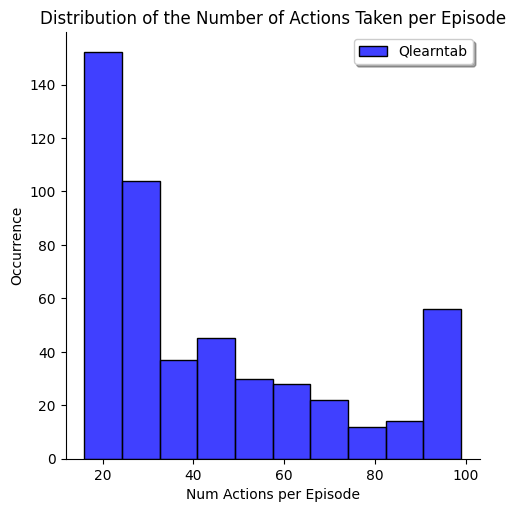 Distribution of the Number of Actions Taken per Episode
Qlearntab
Occurrence
140
120
100
80
60
40
20
0
20 40 60 80 100
Num Actions per Episode